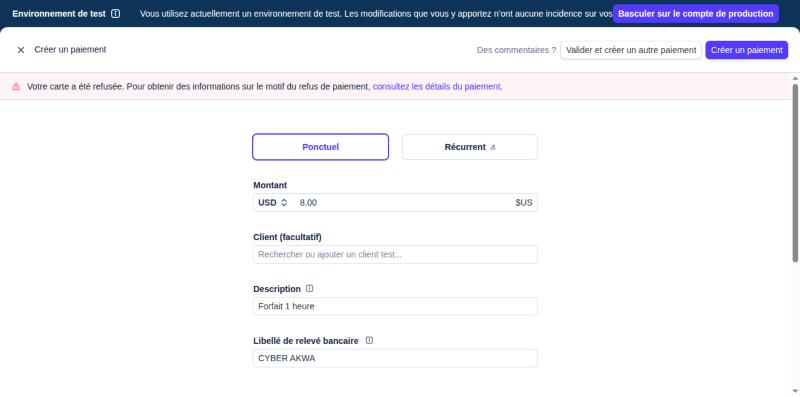 Environnement de test
Vous utilisez actuellement un environnement de test. Les modifications que vous y apportez n'ont aucune incidence sur vos
Basculer sur le compte de production
Créer un paiement
Des commentaires ?
Valider et créer un autre paiement
Créer un paiement
Votre carte a été refusée. Pour obtenir des informations sur le motif du refus de paiement, consultez les détails du paiement.
Ponctuel
Récurrent
Montant
USD 8,00 $US
Client (facultatif)
Rechercher ou ajouter un client test...
Description
Forfait 1 heure
Libellé de relevé bancaire
CYBER AKWA